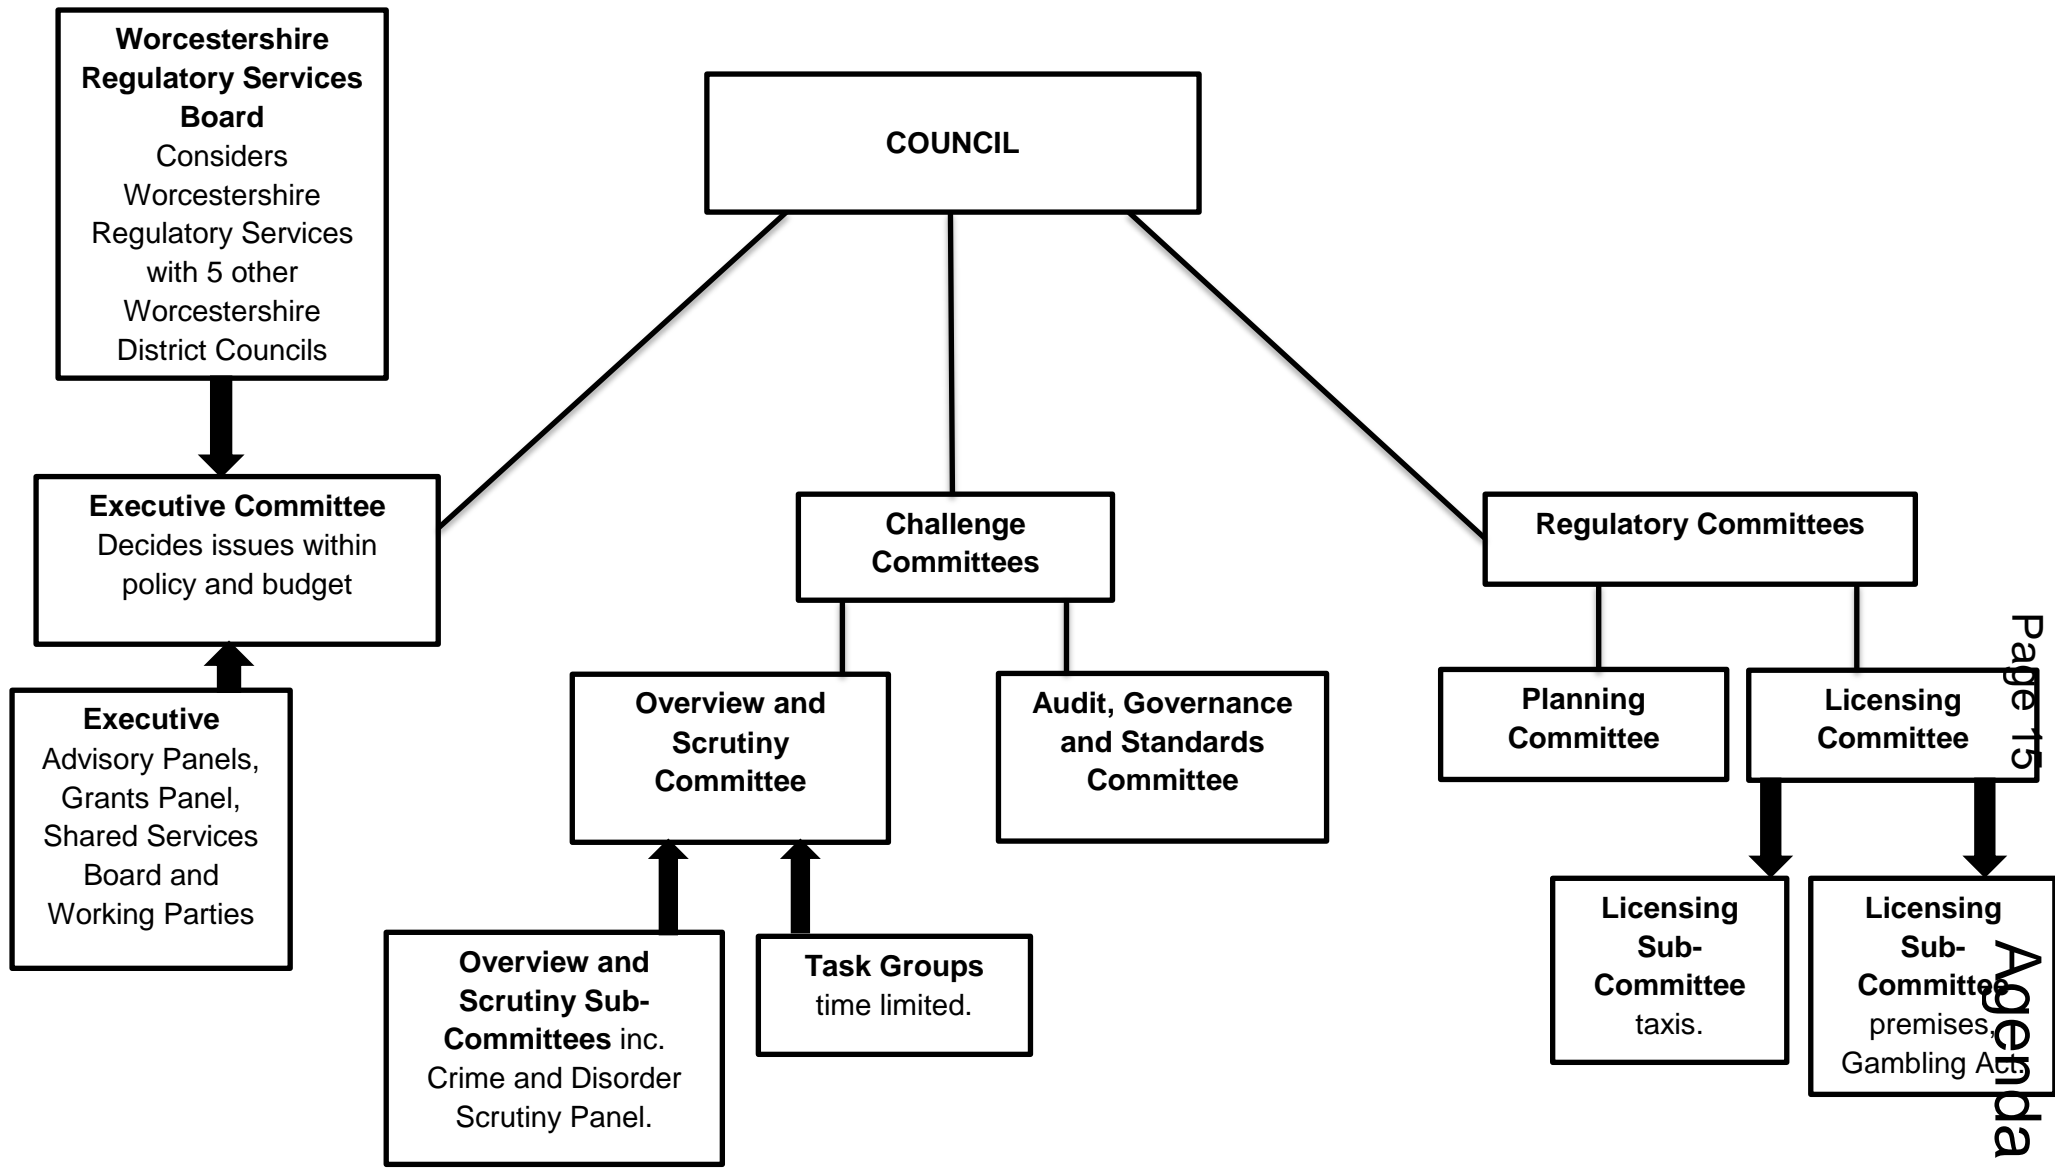 Worcestershire
Regulatory Services
Board
Considers
Worcestershire
Regulatory Services
with 5 other
Worcestershire
District Councils
COUNCIL
Executive Committee
Decides issues within
policy and budget
Challenge
Committees
Regulatory Committees
Executive
Advisory Panels,
Grants Panel,
Shared Services
Board and
Working Parties
Overview and
Scrutiny
Committee
Audit, Governance
and Standards
Committee
Planning
Committee
Licensing
Committee
Overview and
Scrutiny Sub-
Committees inc.
Crime and Disorder
Scrutiny Panel.
Task Groups
time limited.
Licensing
Sub-
Committee
taxis.
Licensing
Sub-
Committee
premises,
Gambling Act.
Page 15
Agenda